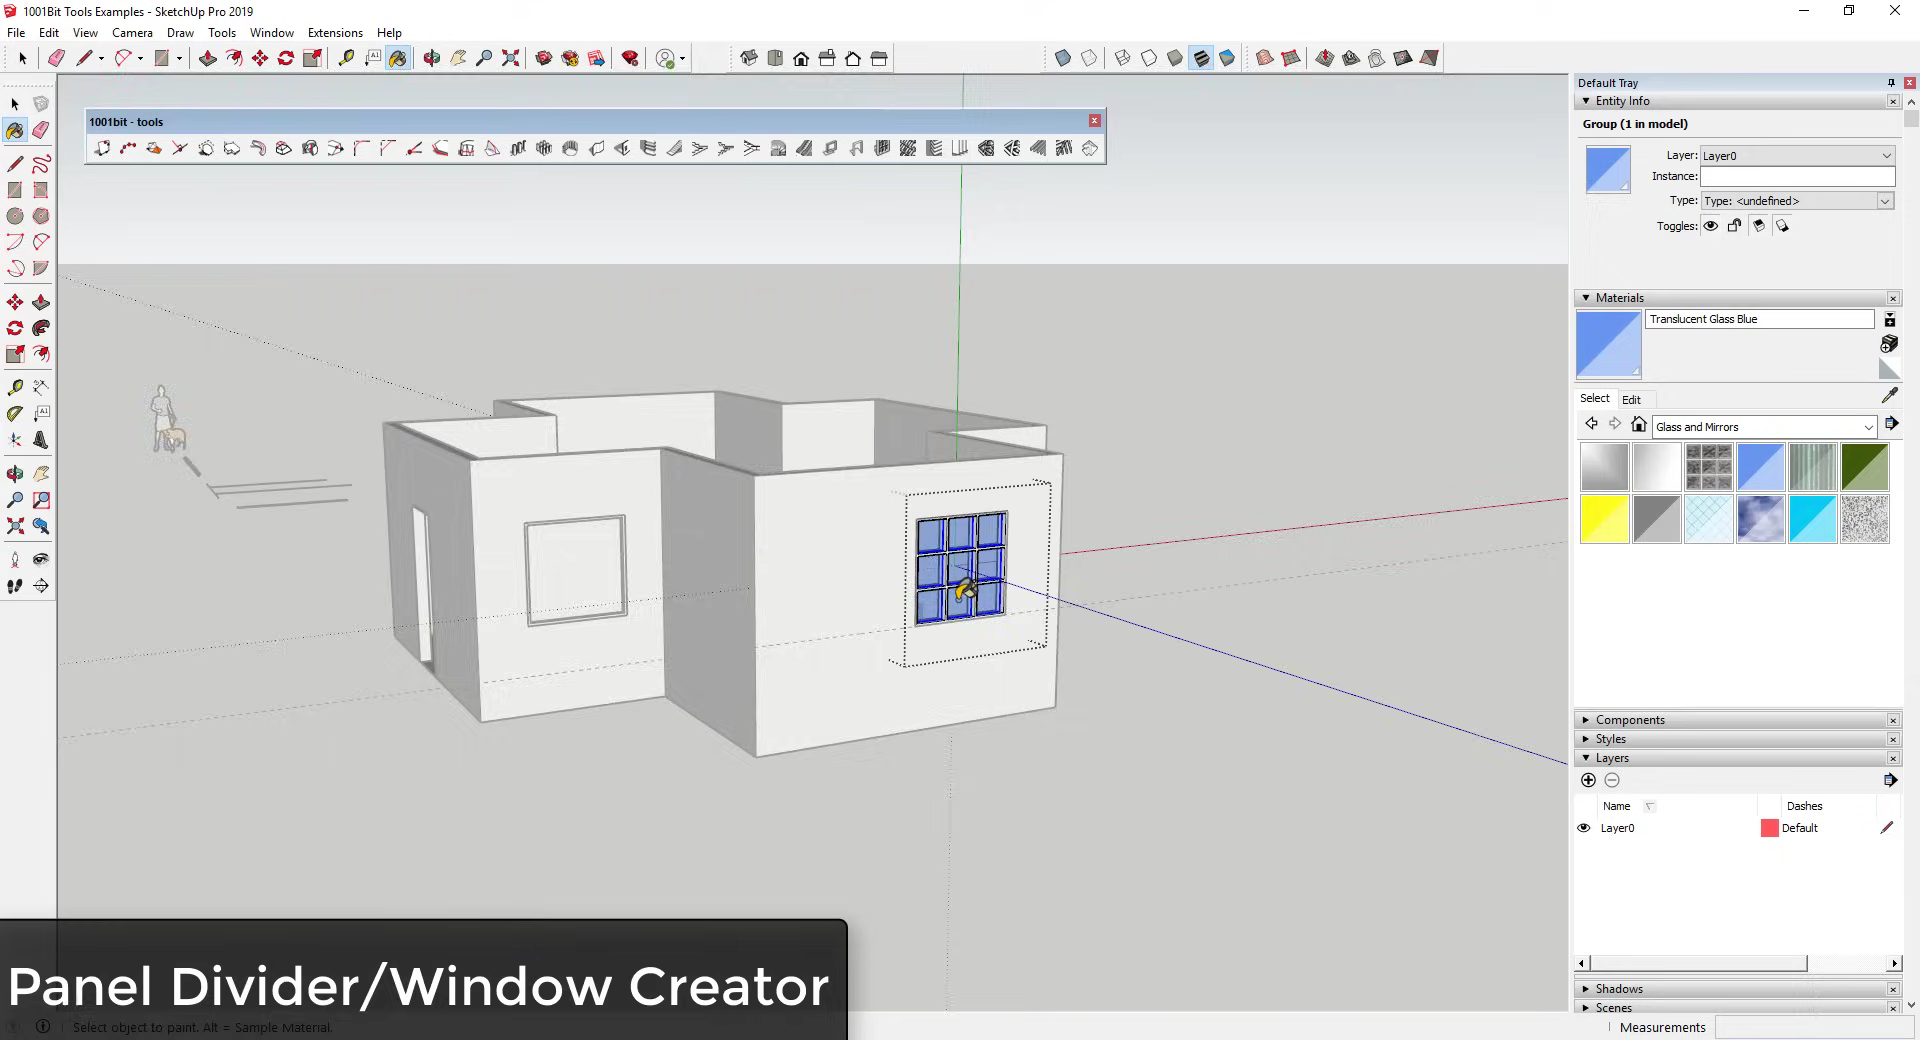 1001Bit Tools Examples - SketchUp Pro 2019
File Edit View Camera Draw Tools Window Extensions Help
1001bit - tools
A1
A1
Default Tray
Entity Info
Group (1 in model)
Layer: Layer0
Instance:
Type: Type: <undefined>
Toggles:
Materials
Translucent Glass Blue
Select Edit
Glass and Mirrors
Components
Styles
Layers
Name Dashes
Layer0 Default
Shadows
Scenes
Panel Divider/Window Creator
Select object to paint. Alt = Sample Material.
Measurements